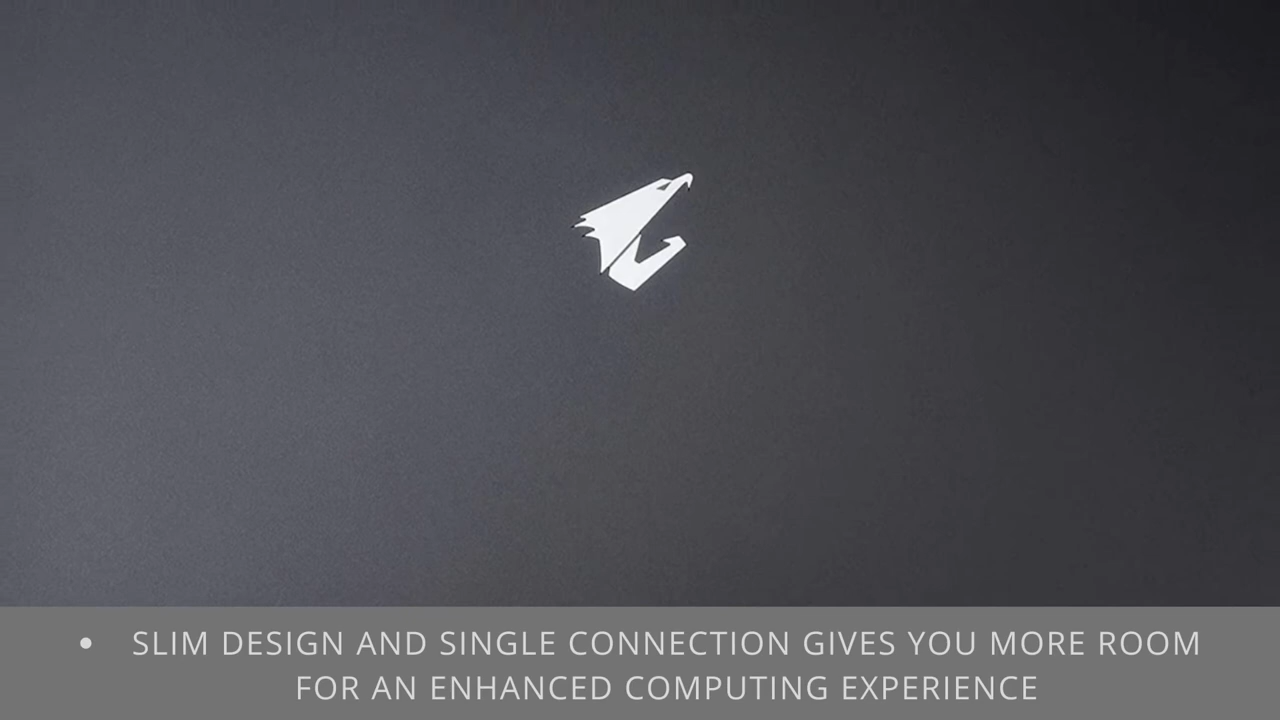 • SLIM DESIGN AND SINGLE CONNECTION GIVES YOU MORE ROOM
FOR AN ENHANCED COMPUTING EXPERIENCE